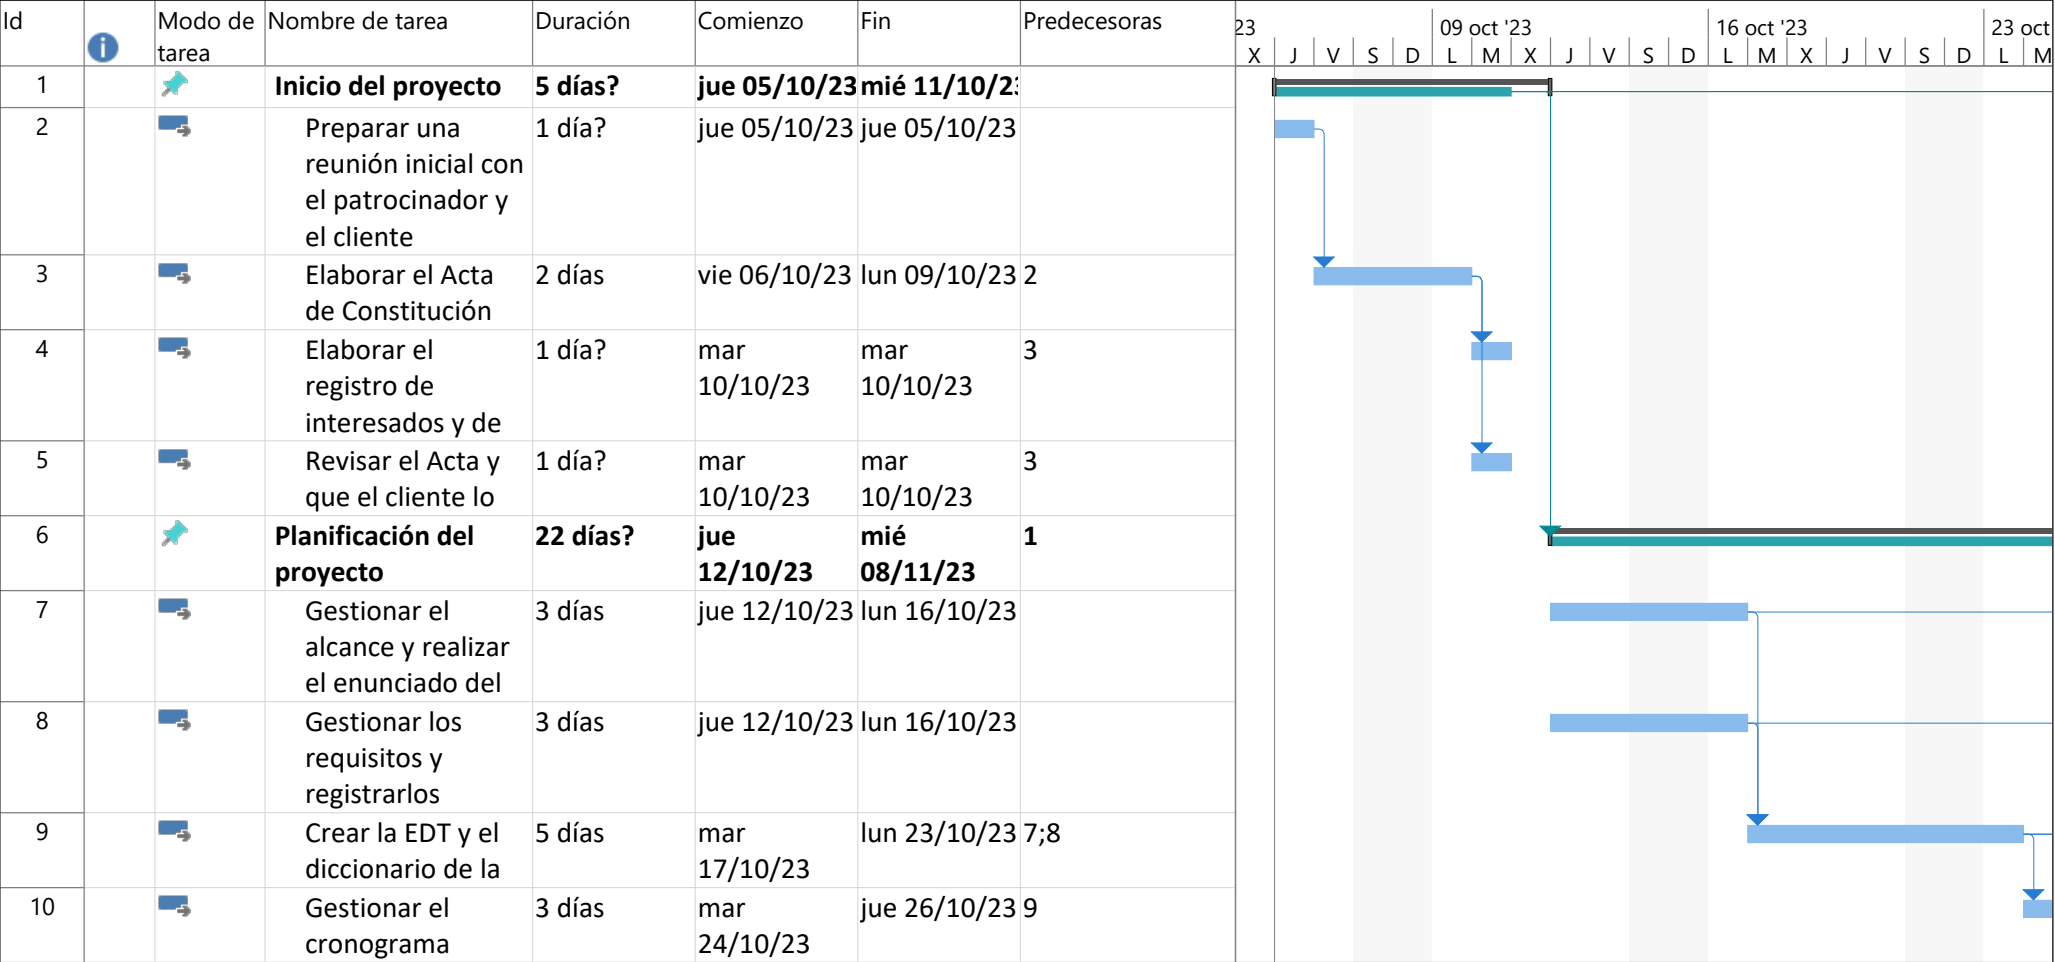 Id
Modo de tarea
Nombre de tarea
Duración
Comienzo
Fin
Predecesoras
23
09 oct '23
16 oct '23
23 oct
X J V S D L M X J V S D L M X J V S D L M
1
Inicio del proyecto
5 días?
jue 05/10/23
mié 11/10/23
2
Preparar una
reunión inicial con
el patrocinador y
el cliente
1 día?
jue 05/10/23
jue 05/10/23
3
Elaborar el Acta
de Constitución
2 días
vie 06/10/23
lun 09/10/23
2
4
Elaborar el
registro de
interesados y de
1 día?
mar
10/10/23
mar
10/10/23
3
5
Revisar el Acta y
que el cliente lo
1 día?
mar
10/10/23
mar
10/10/23
3
6
Planificación del
proyecto
22 días?
jue
12/10/23
mié
08/11/23
1
7
Gestionar el
alcance y realizar
el enunciado del
3 días
jue 12/10/23
lun 16/10/23
8
Gestionar los
requisitos y
registrarlos
3 días
jue 12/10/23
lun 16/10/23
9
Crear la EDT y el
diccionario de la
5 días
mar
17/10/23
lun 23/10/23
7;8
10
Gestionar el
cronograma
3 días
mar
24/10/23
jue 26/10/23
9